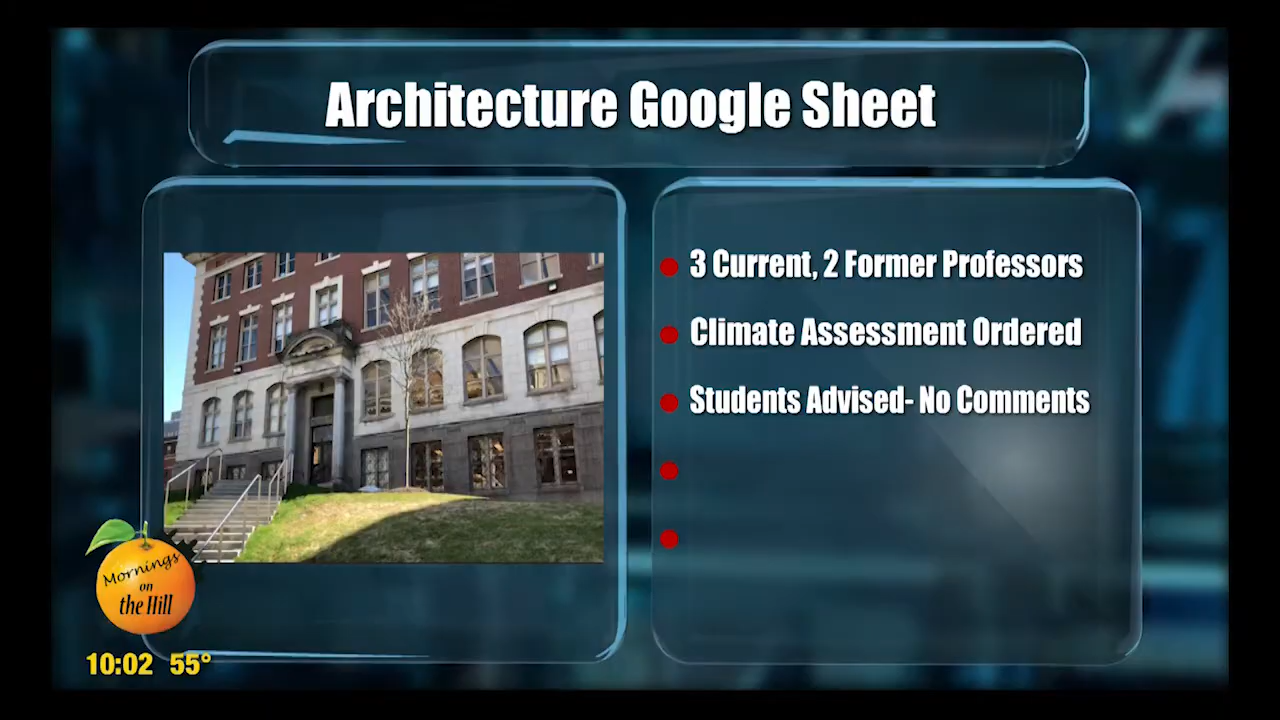 Architecture Google Sheet
3 Current, 2 Former Professors
Climate Assessment Ordered
Students Advised- No Comments
Mornings
on
the Hill
10:02 55°